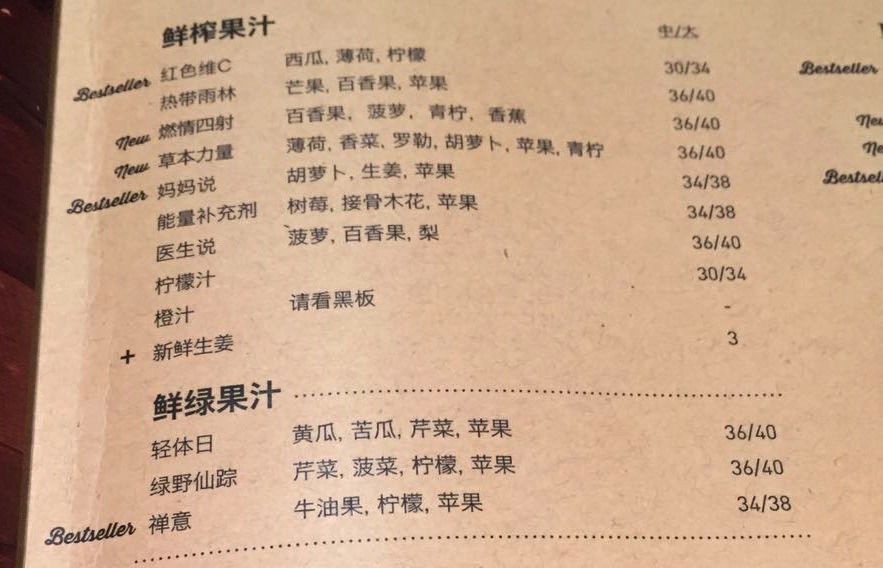 鲜榨果汁 中/大
Bestseller 红色维C 西瓜, 薄荷, 柠檬 30/34 Bestseller
热带雨林 芒果, 百香果, 苹果 36/40
New 燃情四射 百香果, 菠萝, 青柠, 香蕉 36/40
New 草本力量 薄荷, 香菜, 罗勒, 胡萝卜, 苹果, 青柠 36/40
Bestseller 妈妈说 胡萝卜, 生姜, 苹果 34/38
能量补充剂 树莓, 接骨木花, 苹果 34/38
医生说 菠萝, 百香果, 梨 36/40
柠檬汁 30/34
橙汁 请看黑板 -
+ 新鲜生姜 3
鲜绿果汁
轻体日 黄瓜, 苦瓜, 芹菜, 苹果 36/40
绿野仙踪 芹菜, 菠菜, 柠檬, 苹果 36/40
Bestseller 禅意 牛油果, 柠檬, 苹果 34/38